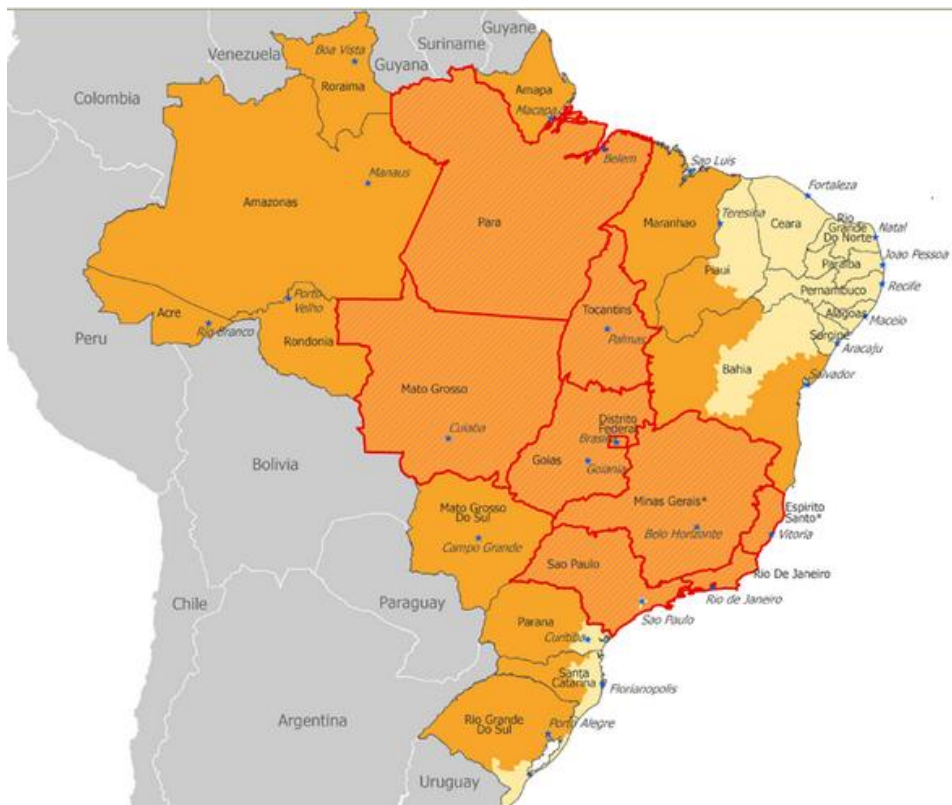 Guyane
Suriname
Venezuela
Guyana
Boa Vista
Roraima
Colombia
Amapa
Macapa
Belem
Sao Luis
Manaus
Fortaleza
Amazonas
Para
Maranhao
Teresina
Ceara
Rio
Grande
Do Norte
Natal
Joao Pessoa
Piaui
Paraiba
Pernambuco
Recife
Porto
Velho
Tocantins
Alagoas
Maceio
Acre
Rio Branco
Rondonia
Palmas
Sergipe
Aracaju
Peru
Bahia
Salvador
Mato Grosso
Cuiaba
Distrito
Federal
Brasilia
Goias
Goiania
Bolivia
Minas Gerais*
Belo Horizonte
Espirito
Santo*
Vitoria
Mato Grosso
Do Sul
Campo Grande
Sao Paulo
Rio De Janeiro
Rio de Janeiro
Sao Paulo
Chile
Paraguay
Parana
Curitiba
Santa
Catarina
Florianopolis
Argentina
Rio Grande
Do Sul
Porto Alegre
Uruguay